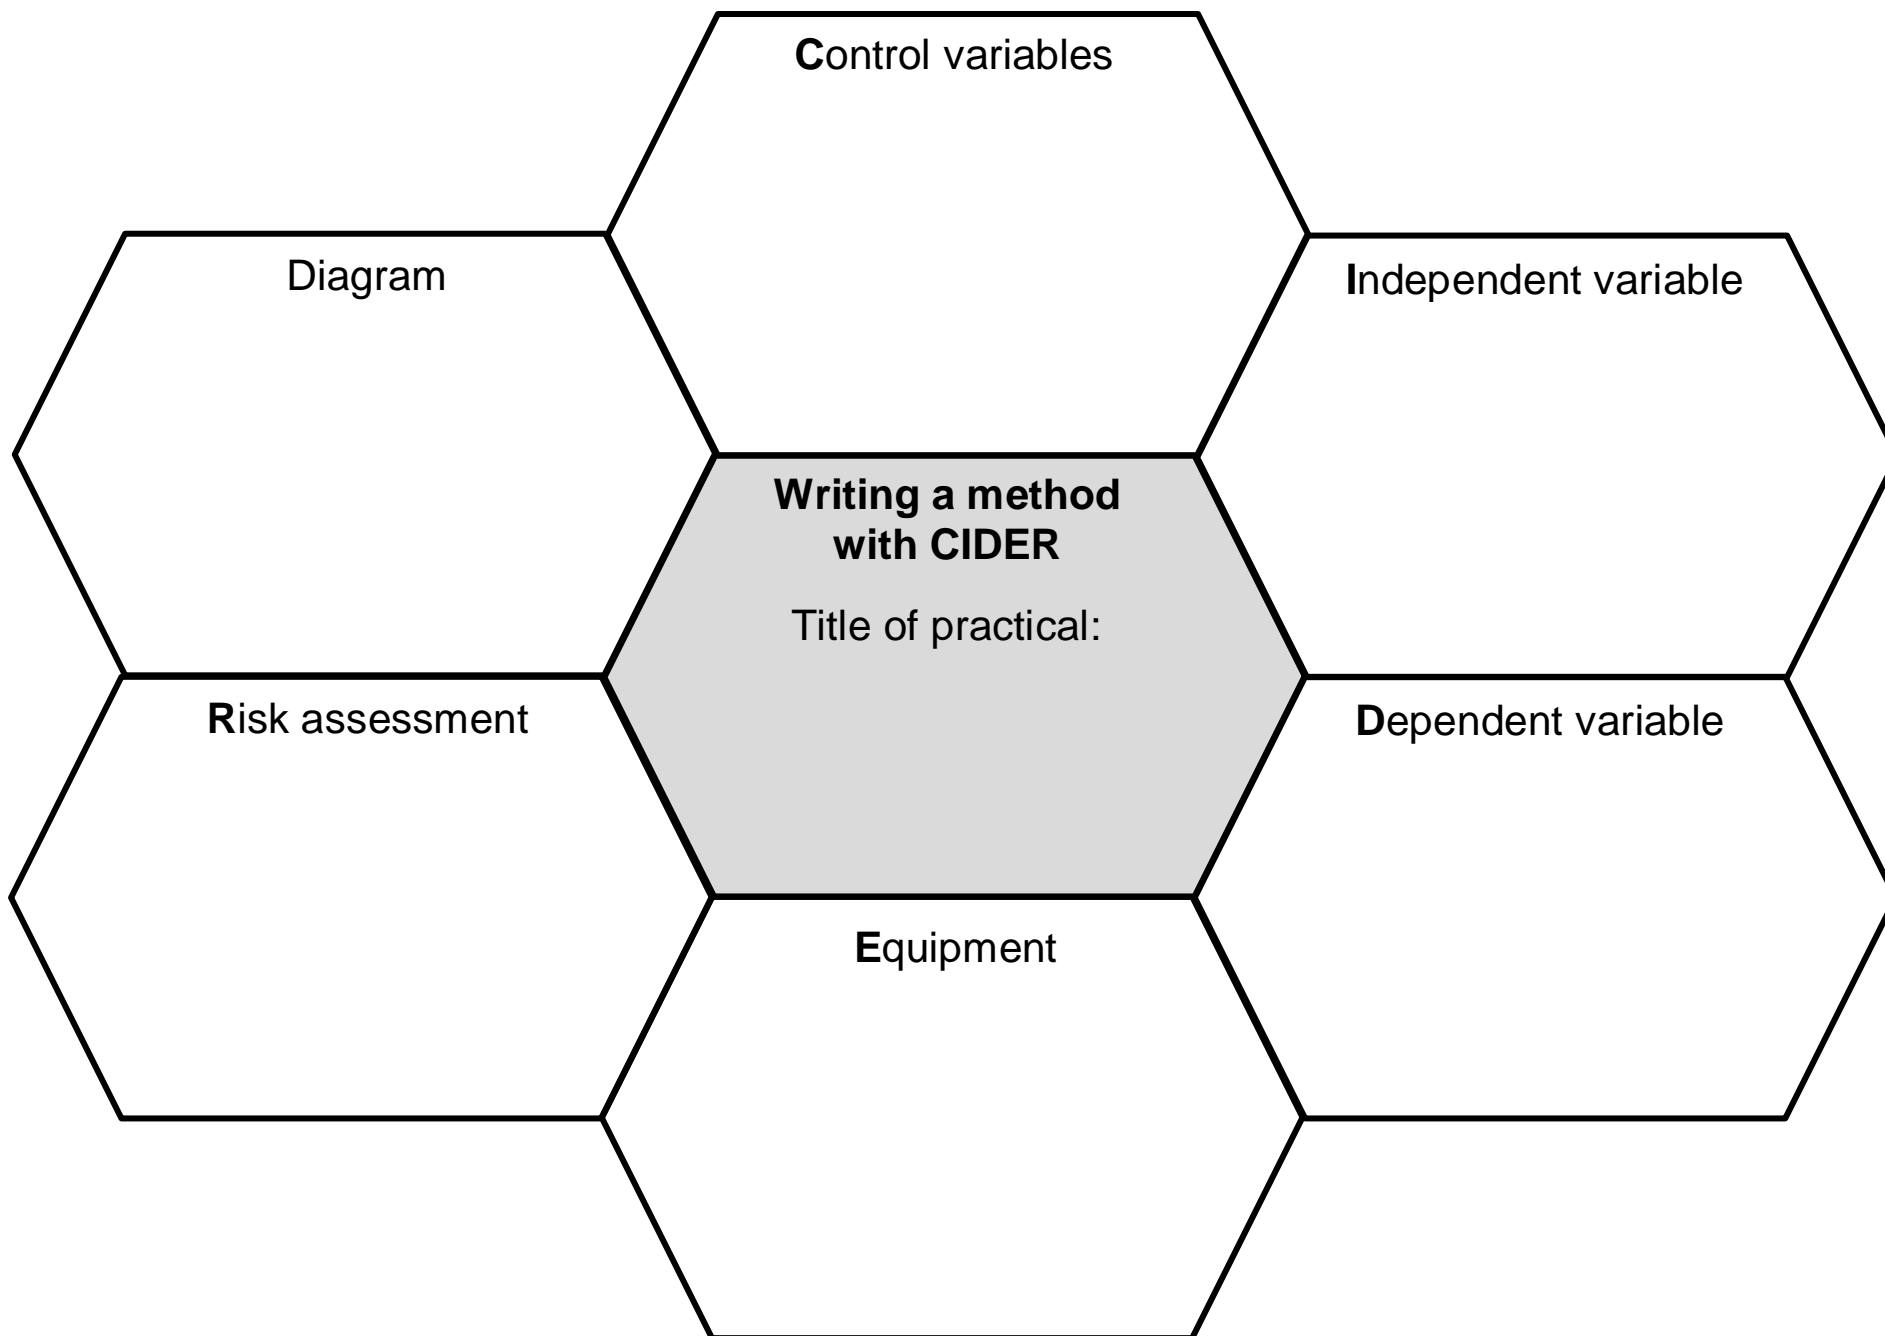 Control variables
Diagram
Independent variable
Writing a method
with CIDER
Title of practical:
Risk assessment
Dependent variable
Equipment